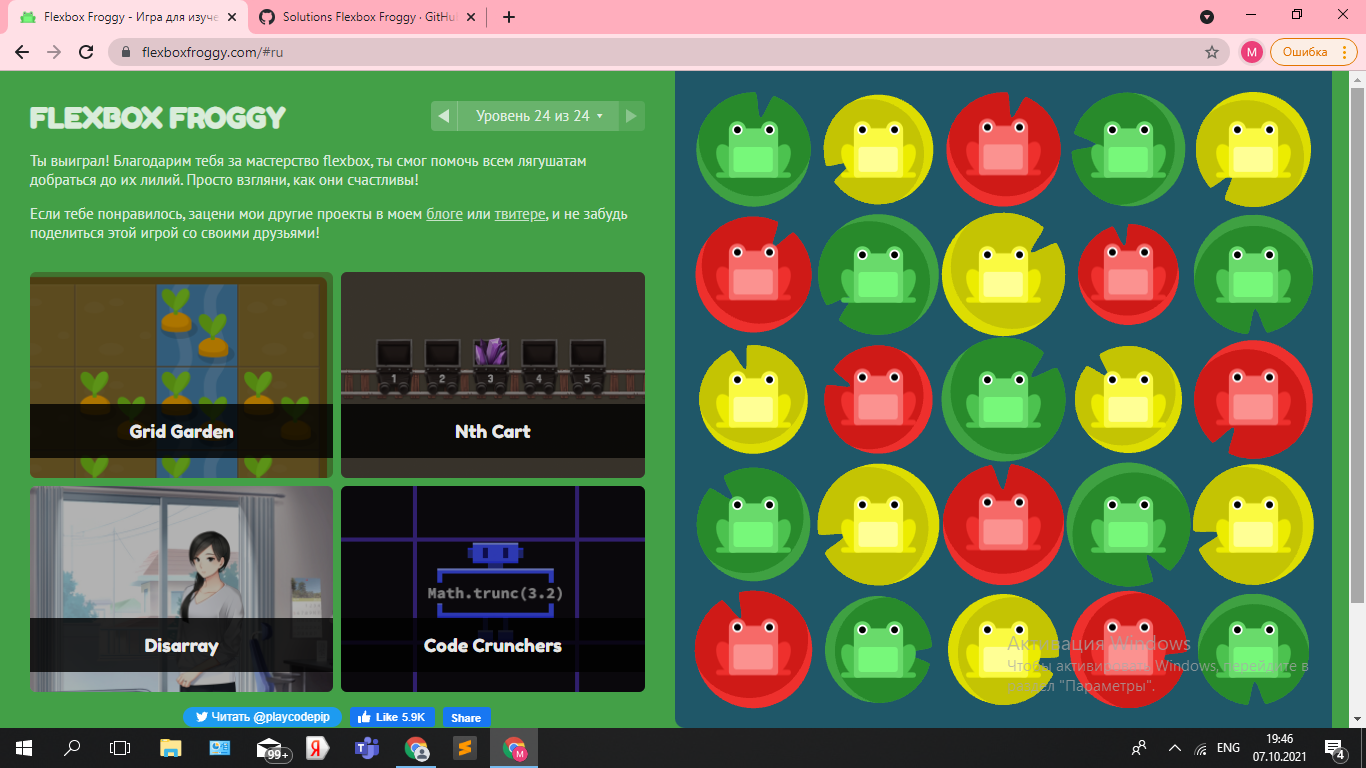 Flexbox Froggy - Игра для изуче
Solutions Flexbox Froggy · GitHu
flexboxfroggy.com/#ru
M
Ошибка
FLEXBOX FROGGY
Уровень 24 из 24
Ты выиграл! Благодарим тебя за мастерство flexbox, ты смог помочь всем лягушатам
добраться до их лилий. Просто взгляни, как они счастливы!
Если тебе понравилось, зацени мои другие проекты в моем блоге или твитере, и не забудь
поделиться этой игрой со своими друзьями!
1 2 3 4 5
Grid Garden
Nth Cart
Math.trunc(3.2)
Disarray
Code Crunchers
Активация Windows
Чтобы активировать Windows, перейдите в
раздел "Параметры".
Читать @playcodepip
Like 5.9K
Share
99+
Я
M
ENG
19:46
07.10.2021
4